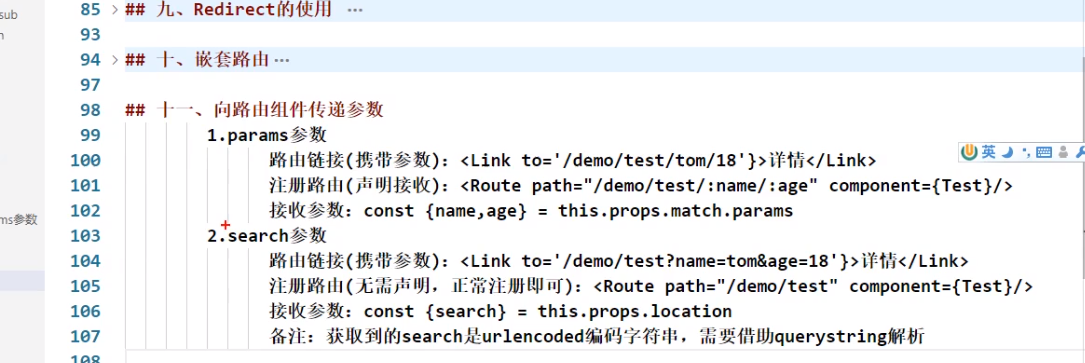 sub
85 > ## 九、Redirect的使用 ···
93
94 > ## 十、嵌套路由···
97
98 ## 十一、向路由组件传递参数
99 1.params参数
100 路由链接(携带参数)：<Link to='/demo/test/tom/18'}>详情</Link>
英
101 注册路由(声明接收)：<Route path="/demo/test/:name/:age" component={Test}/>
102 接收参数：const {name,age} = this.props.match.params
ms参数
103 2.search参数
104 路由链接(携带参数)：<Link to='/demo/test?name=tom&age=18'}>详情</Link>
105 注册路由(无需声明，正常注册即可)：<Route path="/demo/test" component={Test}/>
106 接收参数：const {search} = this.props.location
107 备注：获取到的search是urlencoded编码字符串，需要借助querystring解析
108